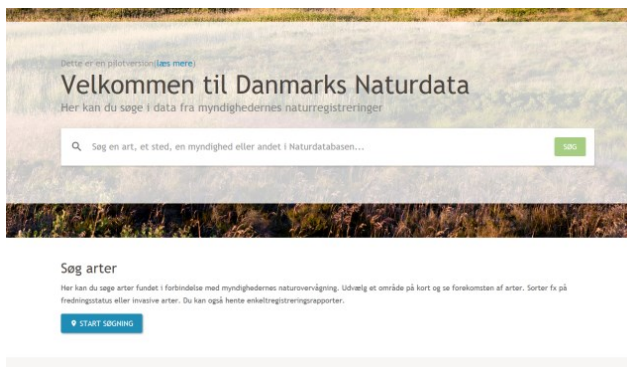 Dette er en pilotversion(læs mere)
Velkommen til Danmarks Naturdata
Her kan du søge i data fra myndighedernes naturregistreringer
Søg en art, et sted, en myndighed eller andet i Naturdatabasen...
SØG
Søg arter
Her kan du søge arter fundet i forbindelse med myndighedernes naturovervågning. Udvælg et område på kort og se forekomsten af arter. Sorter fx på
fredningsstatus eller invasive arter. Du kan også hente enkeltregistreringsrapporter.
START SØGNING